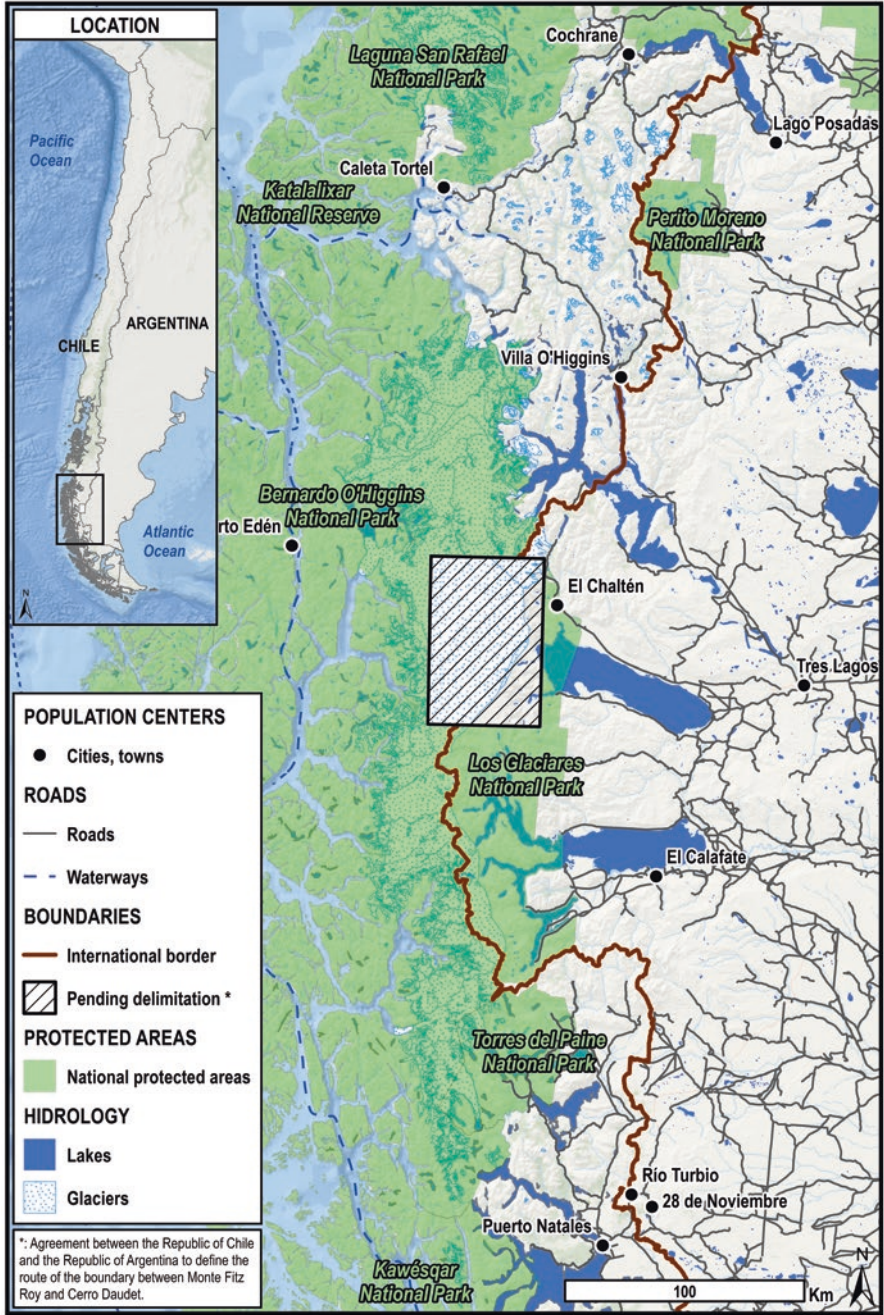 LOCATION
Pacific
Ocean
CHILE
ARGENTINA
Atlantic
Ocean
N
Laguna San Rafael
National Park
Cochrane
Lago Posadas
Caleta Tortel
Katalalixar
National Reserve
Perito Moreno
National Park
Villa O'Higgins
Bernardo O'Higgins
National Park
rto Edén
El Chaltén
Tres Lagos
Los Glaciares
National Park
El Calafate
Torres del Paine
National Park
Río Turbio
28 de Noviembre
Puerto Natales
Kawésqar
National Park
POPULATION CENTERS
Cities, towns
ROADS
Roads
Waterways
BOUNDARIES
International border
Pending delimitation *
PROTECTED AREAS
National protected areas
HIDROLOGY
Lakes
Glaciers
*: Agreement between the Republic of Chile
and the Republic of Argentina to define the
route of the boundary between Monte Fitz
Roy and Cerro Daudet.
100
Km
N